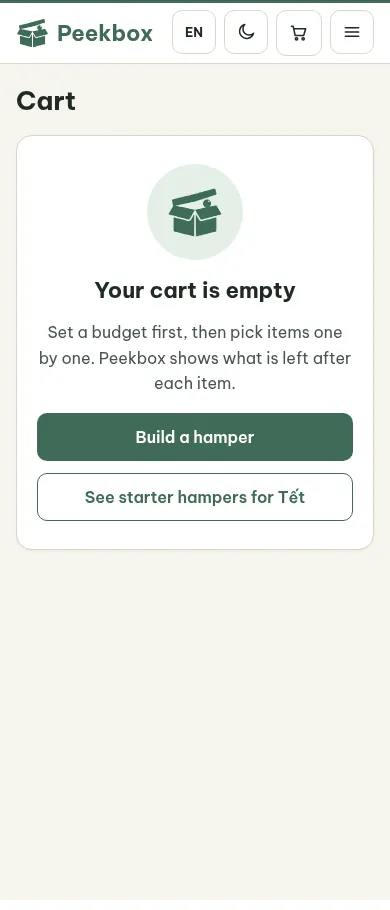 Peekbox
EN
Cart
Your cart is empty
Set a budget first, then pick items one
by one. Peekbox shows what is left after
each item.
Build a hamper
See starter hampers for Tết